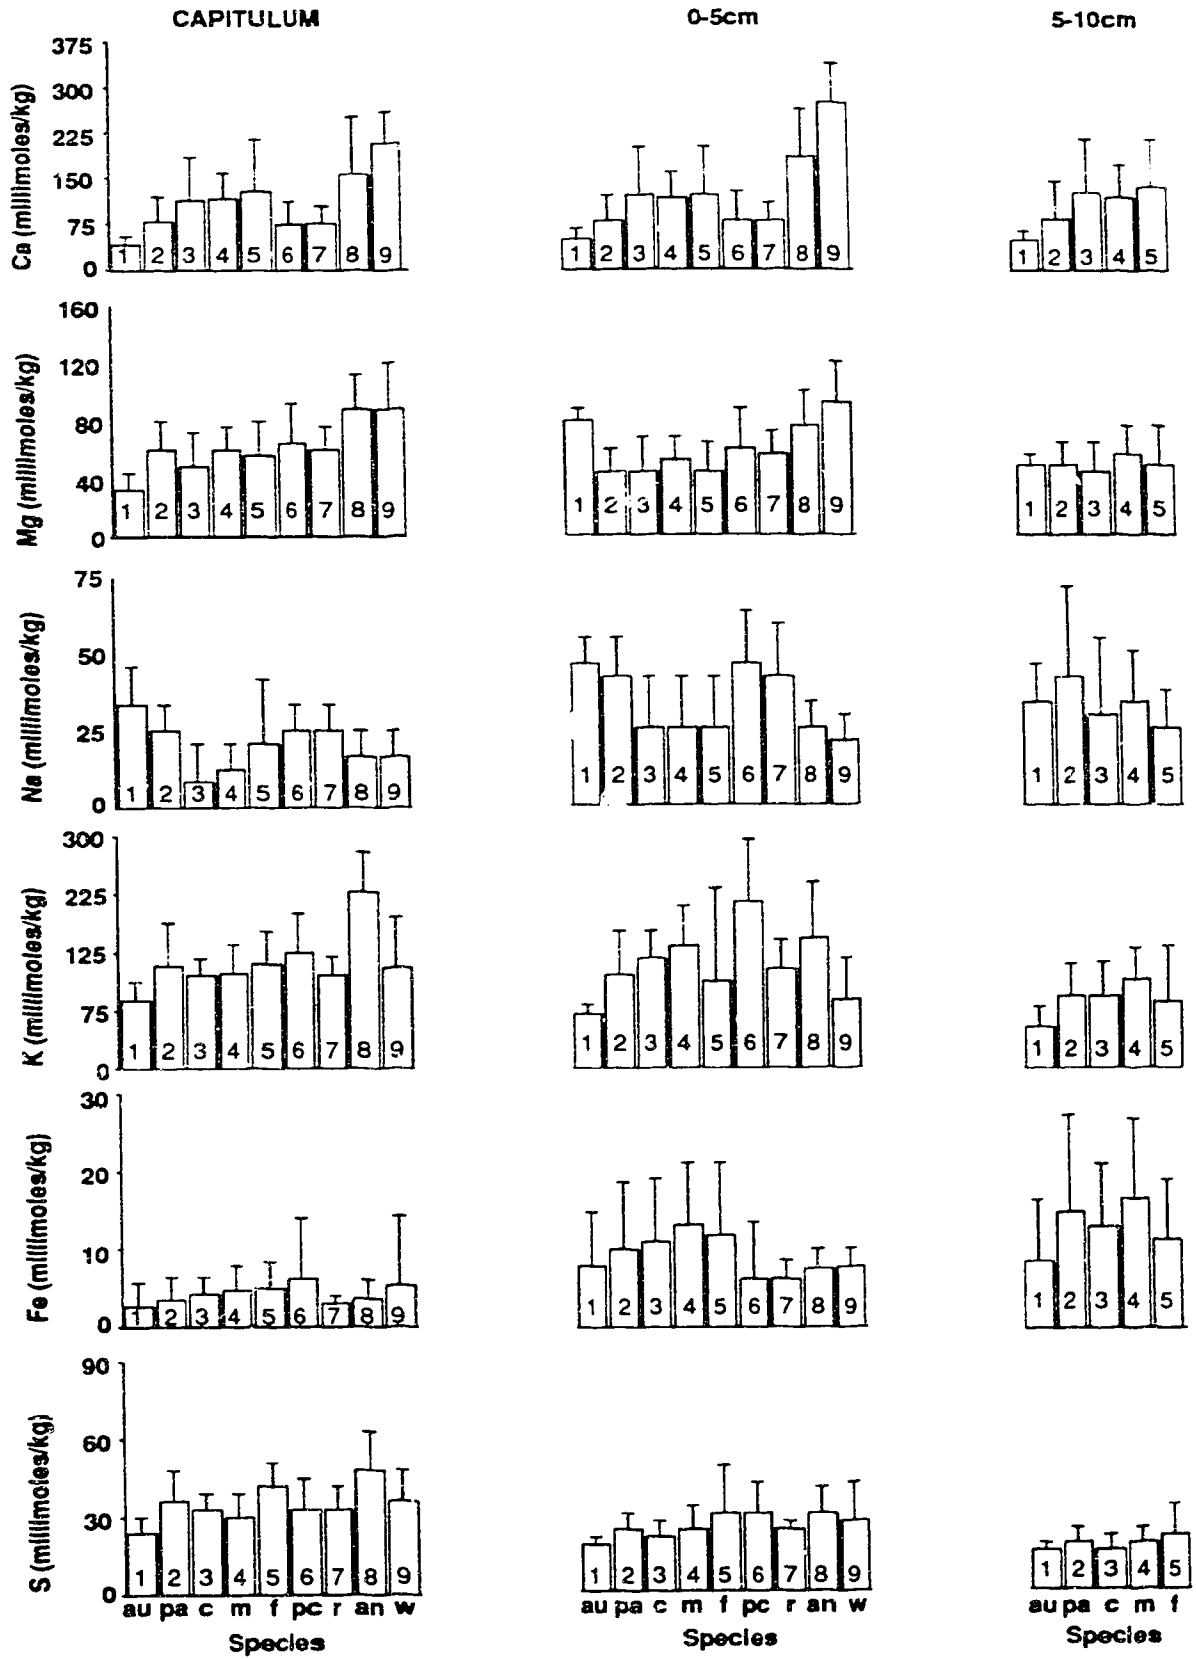 CAPITULUM 0-5cm 5-10cm
Ca (millimoles/kg)
375
300
225
150
75
0
1 2 3 4 5 6 7 8 9
1 2 3 4 5 6 7 8 9
1 2 3 4 5
Mg (millimoles/kg)
160
120
80
40
0
1 2 3 4 5 6 7 8 9
1 2 3 4 5 6 7 8 9
1 2 3 4 5
Na (millimoles/kg)
75
50
25
0
1 2 3 4 5 6 7 8 9
1 2 3 4 5 6 7 8 9
1 2 3 4 5
K (millimoles/kg)
300
225
125
75
0
1 2 3 4 5 6 7 8 9
1 2 3 4 5 6 7 8 9
1 2 3 4 5
Fe (millimoles/kg)
30
20
10
0
1 2 3 4 5 6 7 8 9
1 2 3 4 5 6 7 8 9
1 2 3 4 5
S (millimoles/kg)
90
60
30
0
1 2 3 4 5 6 7 8 9
1 2 3 4 5 6 7 8 9
1 2 3 4 5
au pa c m f pc r an w
au pa c m f pc r an w
au pa c m f
Species Species Species